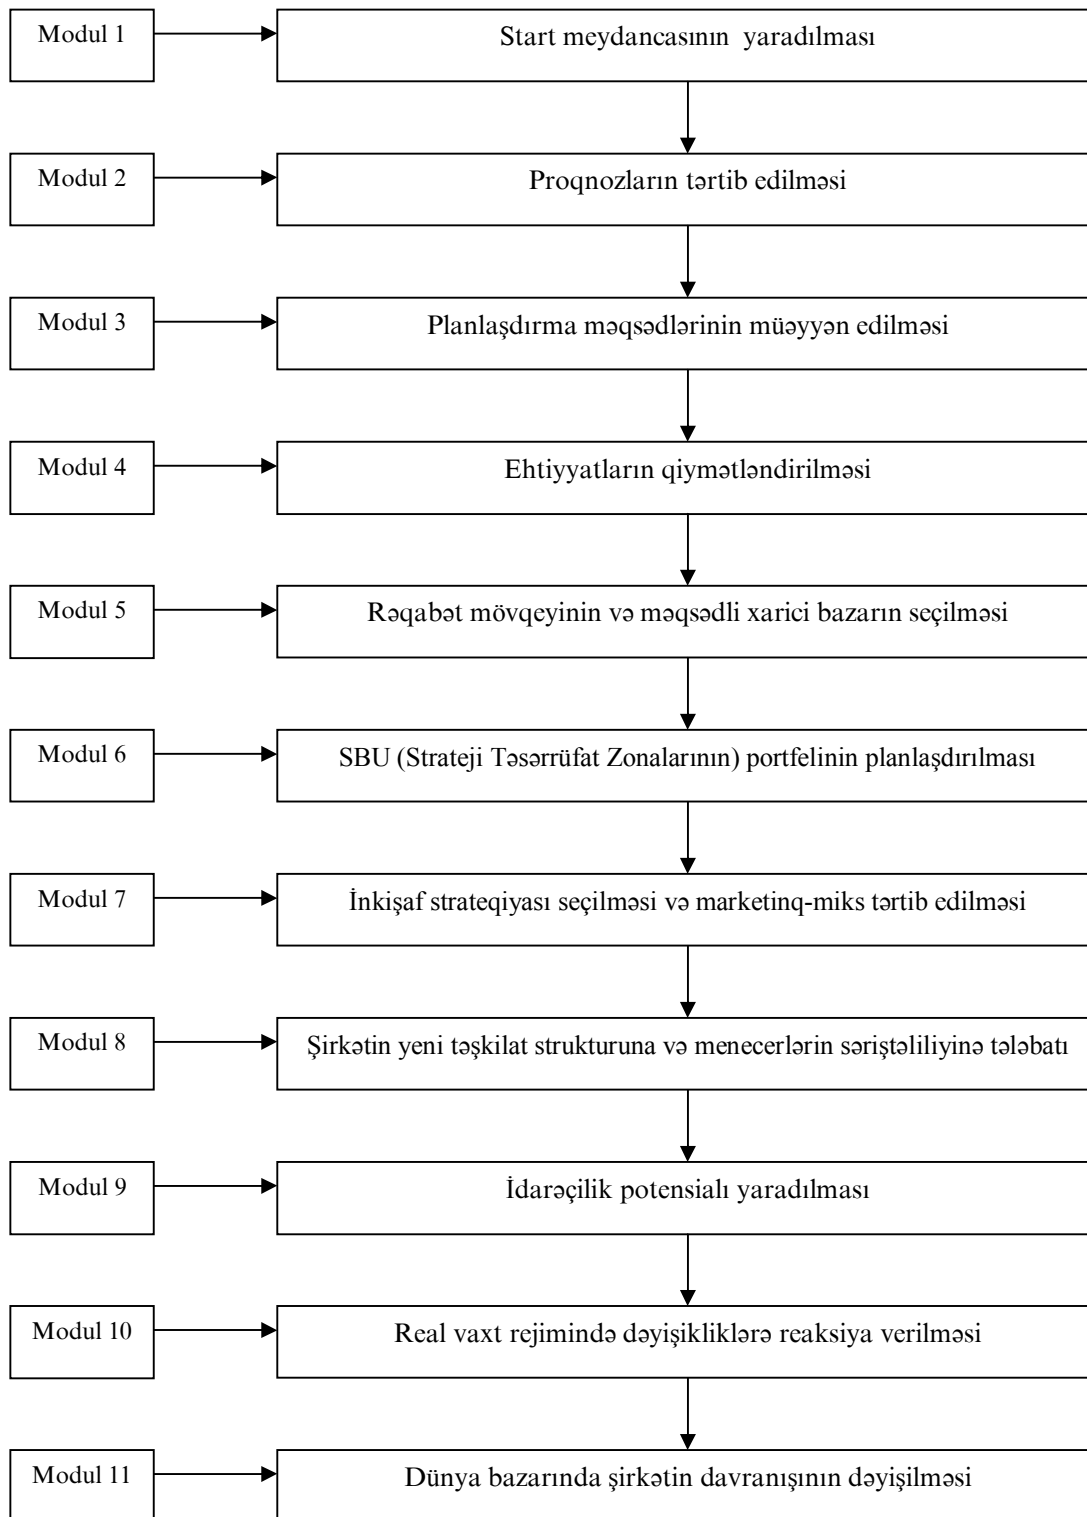 Modul 1
Start meydancasının yaradılması
Modul 2
Proqnozların tərtib edilməsi
Modul 3
Planlaşdırma məqsədlərinin müəyyən edilməsi
Modul 4
Ehtiyyatların qiymətləndirilməsi
Modul 5
Rəqabət mövqeyinin və məqsədli xarici bazarın seçilməsi
Modul 6
SBU (Strateji Təsərrüfat Zonalarının) portfelinin planlaşdırılması
Modul 7
İnkişaf strateqiyası seçilməsi və marketinq-miks tərtib edilməsi
Modul 8
Şirkətin yeni təşkilat strukturuna və menecerlərin səriştəliliyinə tələbatı
Modul 9
İdarəçilik potensialı yaradılması
Modul 10
Real vaxt rejimində dəyişikliklərə reaksiya verilməsi
Modul 11
Dünya bazarında şirkətin davranışının dəyişilməsi